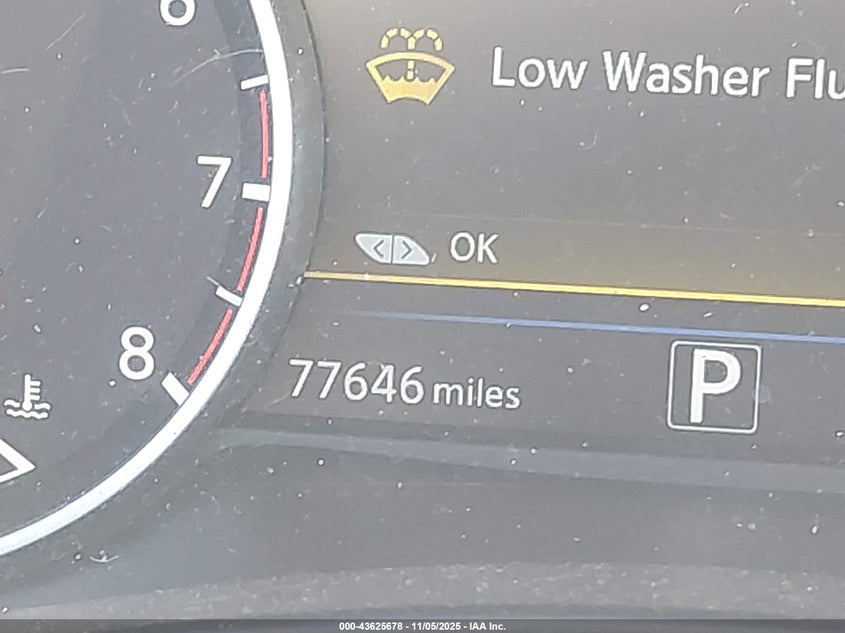 6
Low Washer Flu
7
OK
8
77646 miles
P
000-43625678 - 11/05/2025 - IAA Inc.